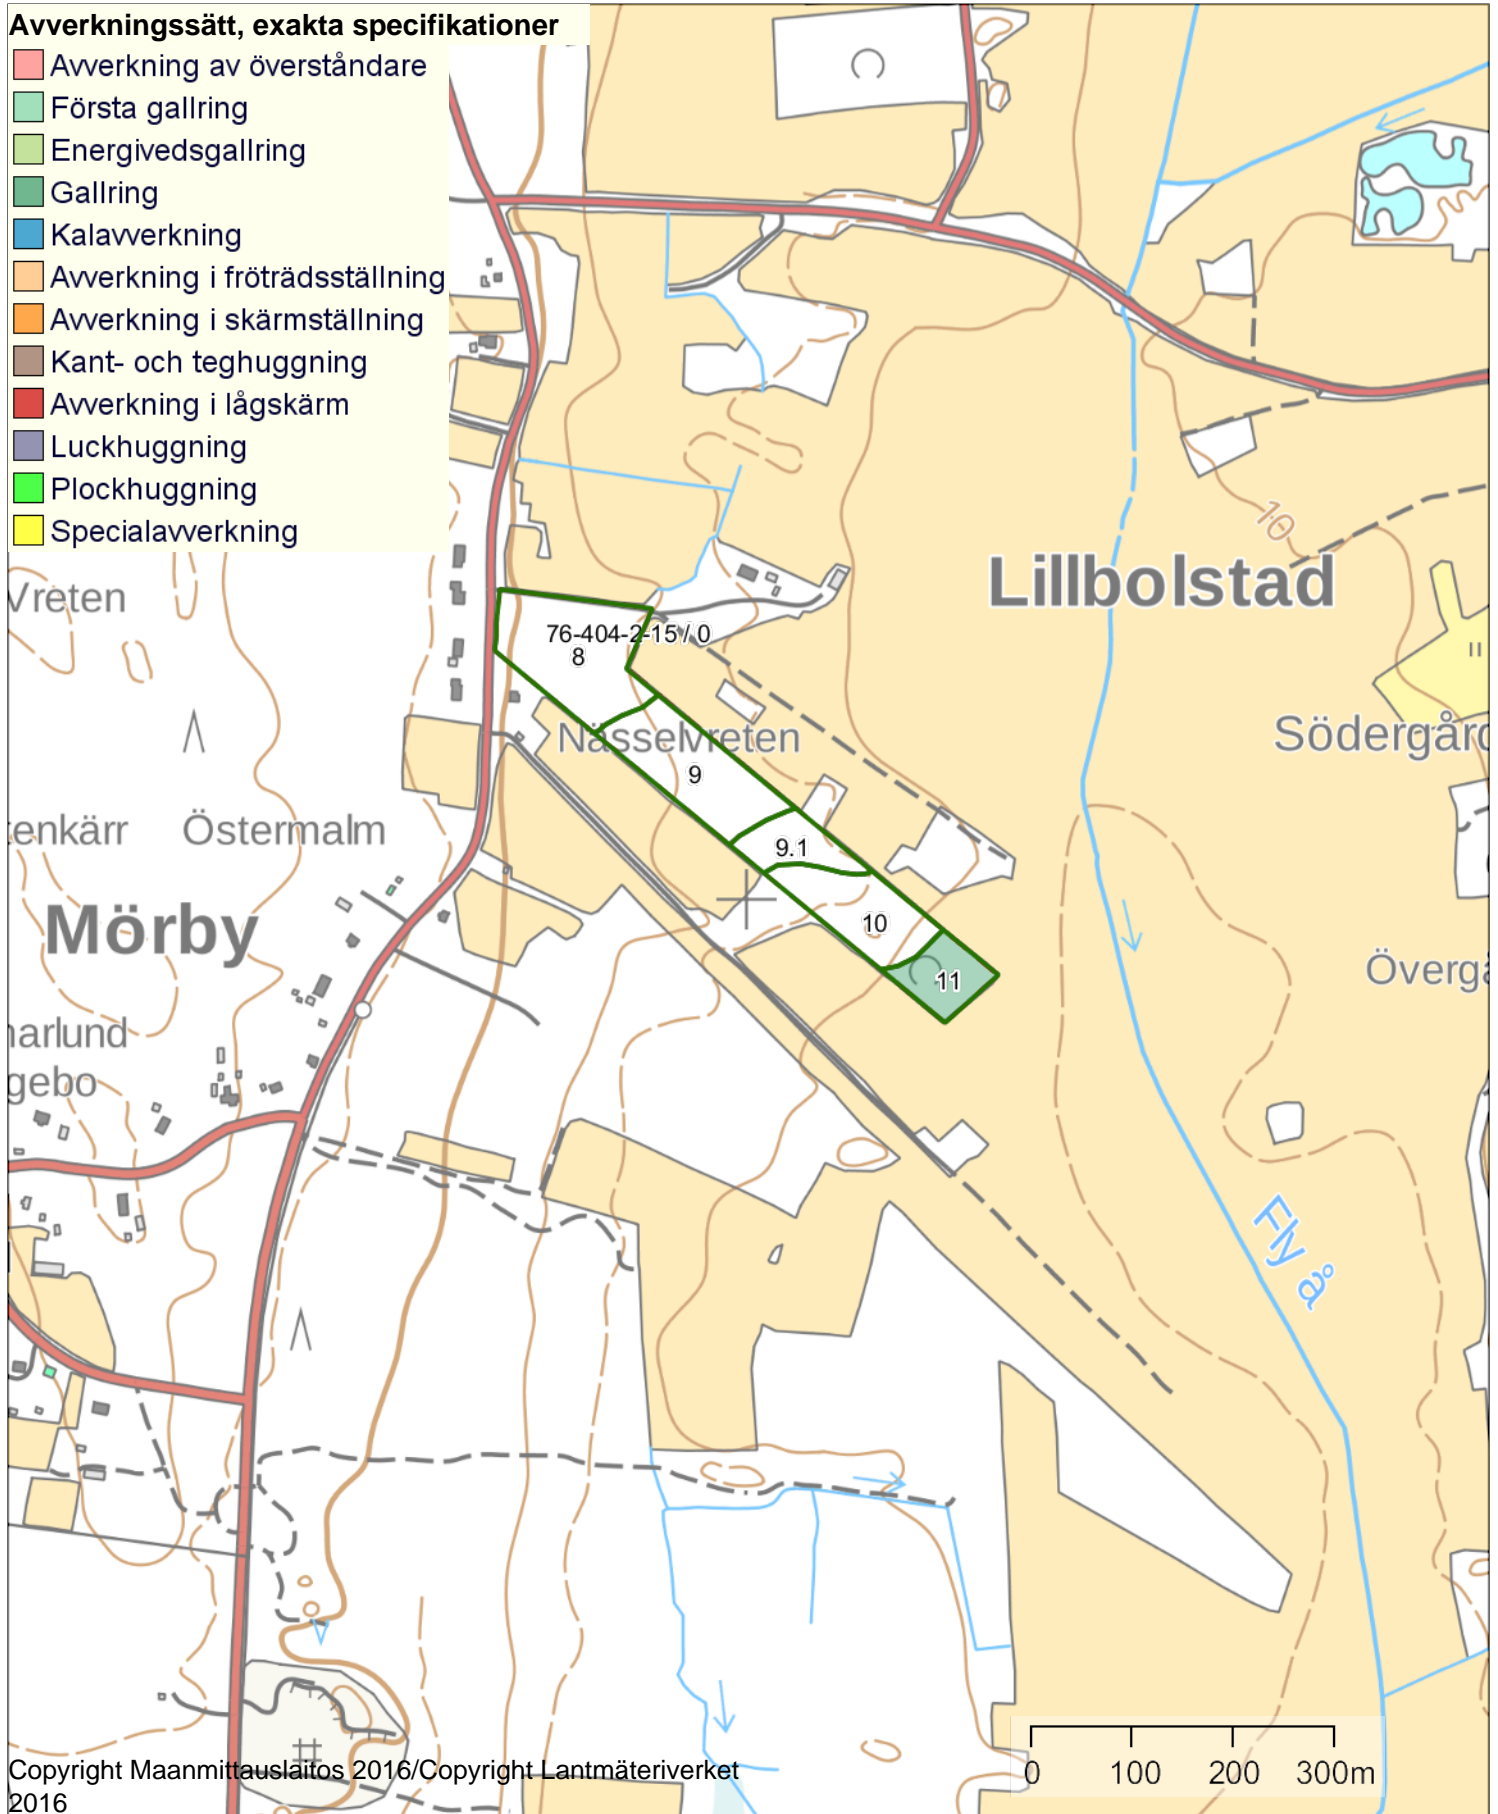 Avverkningssätt, exakta specifikationer
Avverkning av överståndare
Första gallring
Energivedsgallring
Gallring
Kalavverkning
Avverkning i fröträdsställning
Avverkning i skärmställning
Kant- och teghuggning
Avverkning i lågskärm
Luckhuggning
Plockhuggning
Specialavverkning
10
Lillbolstad
Vreten
76-404-2-15 / 0
8
Nässelvreten
Södergård
9
enkärr
Östermalm
9.1
Mörby
10
11
Överg
arlund
gebo
Fly å
0 100 200 300m
Copyright Maanmittauslaitos 2016/Copyright Lantmäteriverket
2016